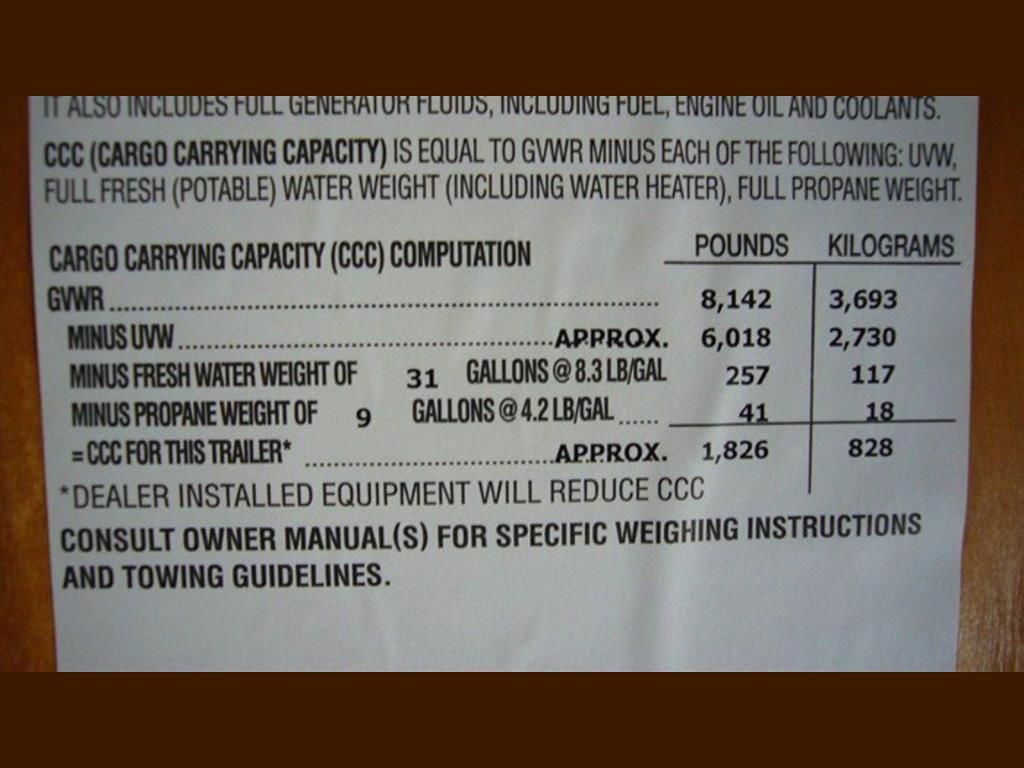 IT ALSO INCLUDES FULL GENERATOR FLUIDS, INCLUDING FUEL, ENGINE OIL AND COOLANTS.
CCC (CARGO CARRYING CAPACITY) IS EQUAL TO GVWR MINUS EACH OF THE FOLLOWING: UVW,
FULL FRESH (POTABLE) WATER WEIGHT (INCLUDING WATER HEATER), FULL PROPANE WEIGHT.
CARGO CARRYING CAPACITY (CCC) COMPUTATION POUNDS KILOGRAMS
GVWR ........ 8,142 3,693
MINUS UVW ........ APPROX. 6,018 2,730
MINUS FRESH WATER WEIGHT OF 31 GALLONS @ 8.3 LB/GAL 257 117
MINUS PROPANE WEIGHT OF 9 GALLONS @ 4.2 LB/GAL ...... 41 18
= CCC FOR THIS TRAILER* ........ APPROX. 1,826 828
*DEALER INSTALLED EQUIPMENT WILL REDUCE CCC
CONSULT OWNER MANUAL(S) FOR SPECIFIC WEIGHING INSTRUCTIONS
AND TOWING GUIDELINES.